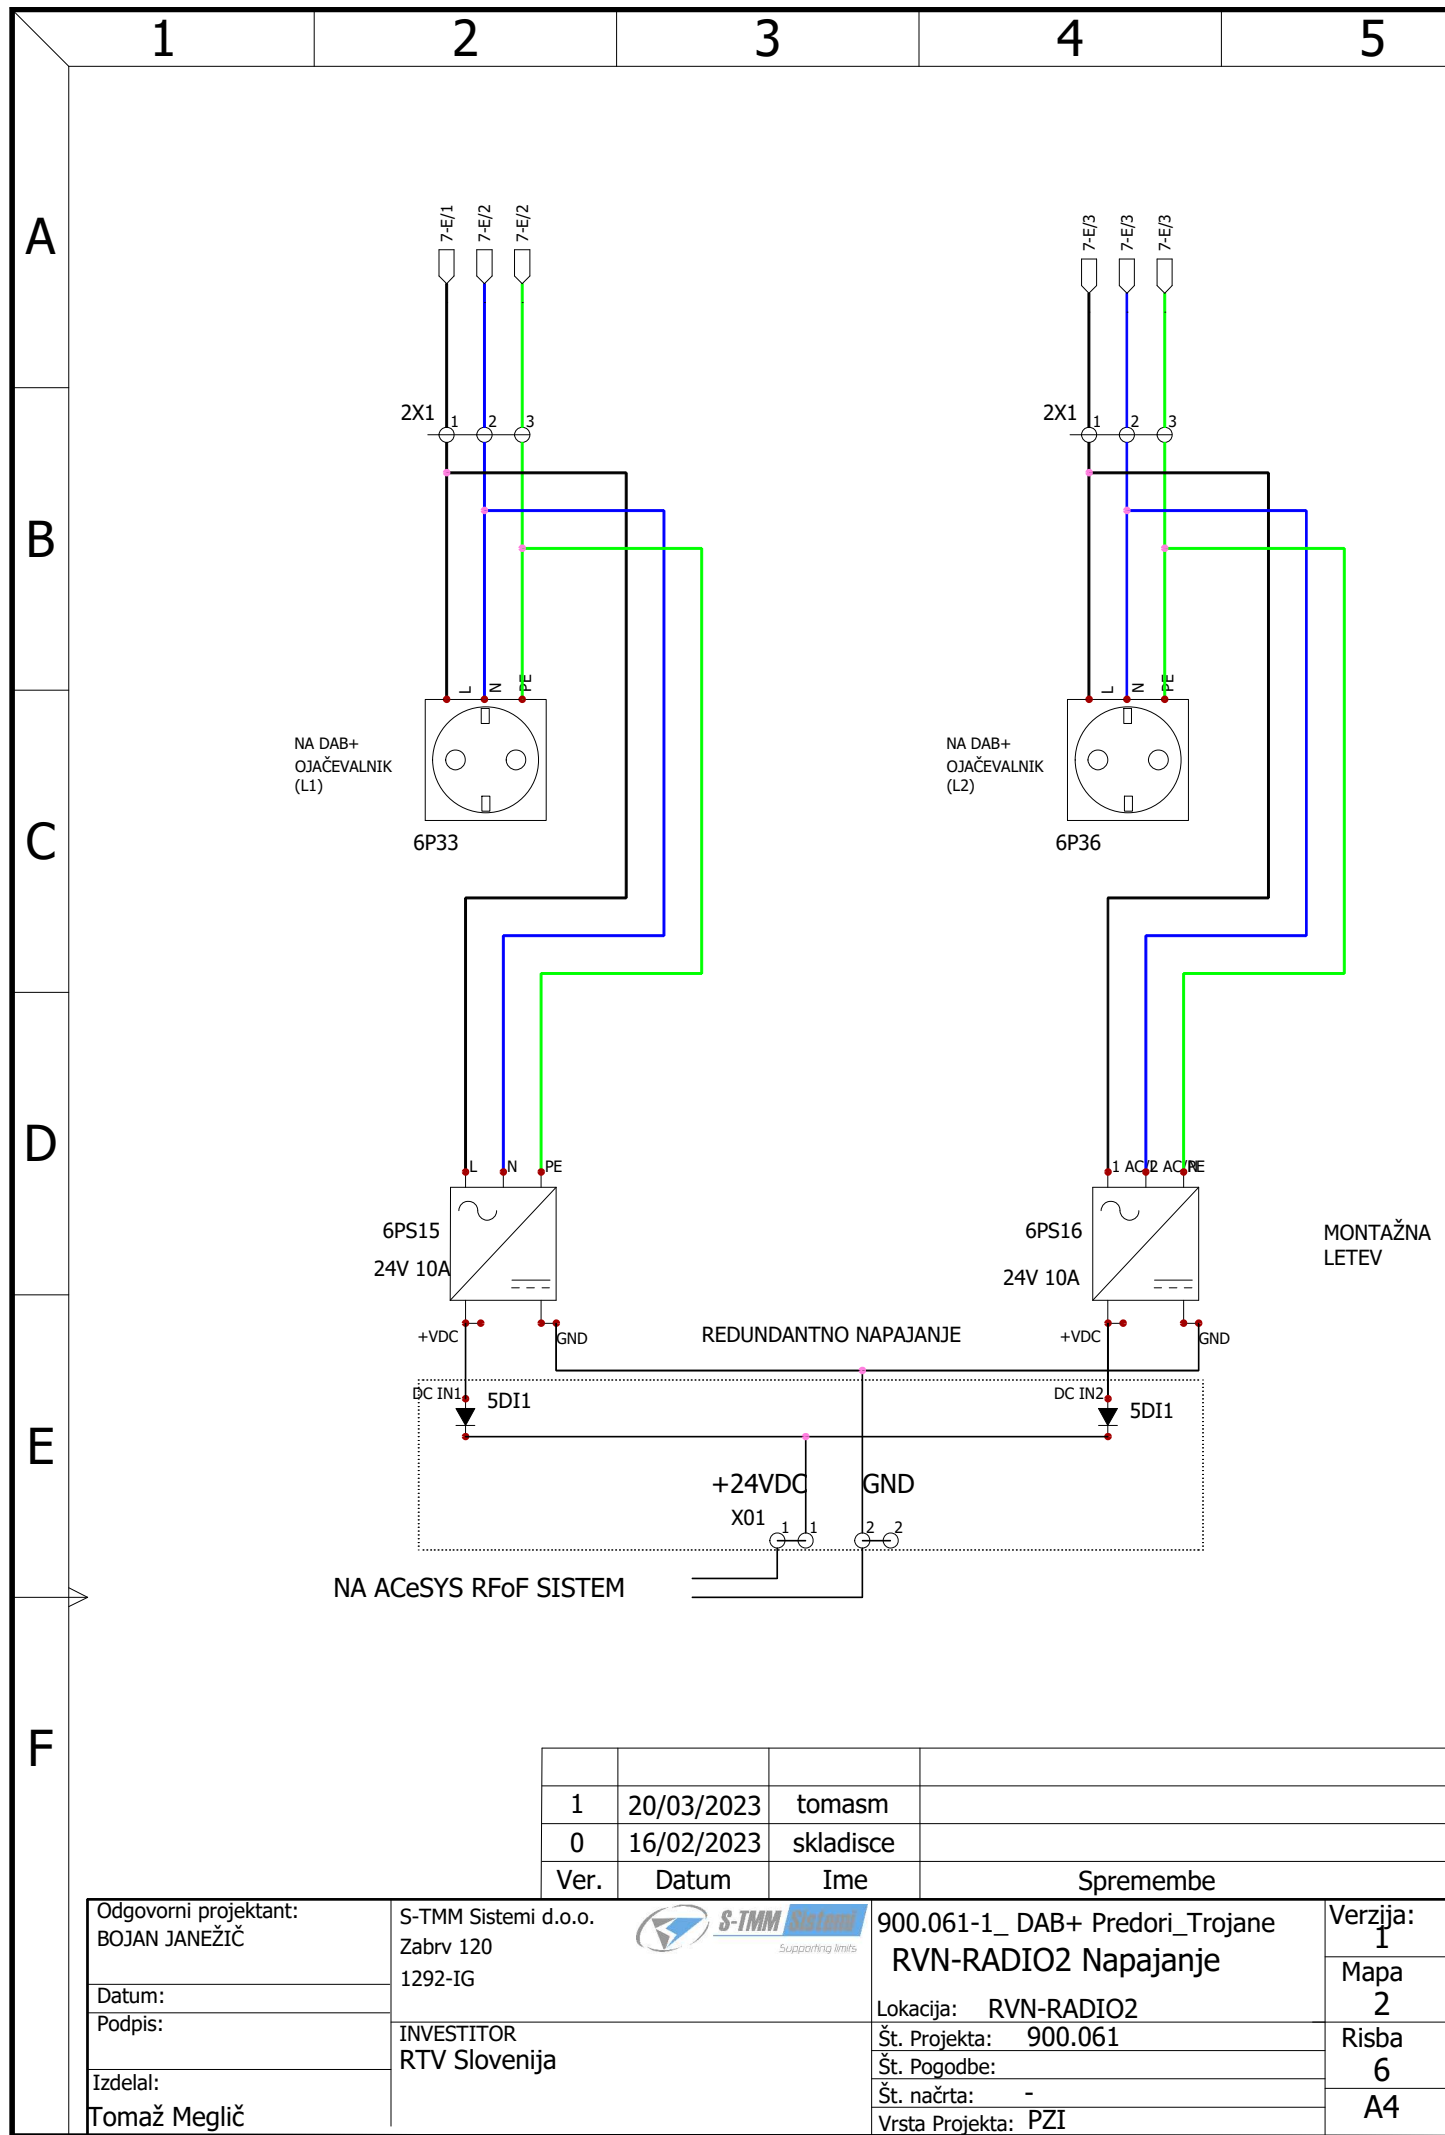 1 2 3 4 5
A
B
C
D
E
F
7-E/1 7-E/2 7-E/2
7-E/3 7-E/3 7-E/3
2X1 1 2 3
2X1 1 2 3
L N PE
L N PE
NA DAB+
OJAČEVALNIK
(L1)
6P33
NA DAB+
OJAČEVALNIK
(L2)
6P36
L N PE
6PS15
24V 10A
+VDC GND
1 AC/L 2 AC/N PE
6PS16
24V 10A
+VDC GND
MONTAŽNA
LETEV
REDUNDANTNO NAPAJANJE
DC IN1 5DI1
DC IN2 5DI1
+24VDC GND
X01 1 1 2 2
NA ACeSYS RFoF SISTEM
1 20/03/2023 tomasm
0 16/02/2023 skladisce
Ver. Datum Ime Spremembe
Odgovorni projektant:
BOJAN JANEŽIČ
Datum:
Podpis:
Izdelal:
Tomaž Meglič
S-TMM Sistemi d.o.o.
Zabrv 120
1292-IG
S-TMM Sistemi
Supporting limits
INVESTITOR
RTV Slovenija
900.061-1_ DAB+ Predori_Trojane
RVN-RADIO2 Napajanje
Lokacija: RVN-RADIO2
Št. Projekta: 900.061
Št. Pogodbe:
Št. načrta: -
Vrsta Projekta: PZI
Verzija:
1
Mapa
2
Risba
6
A4